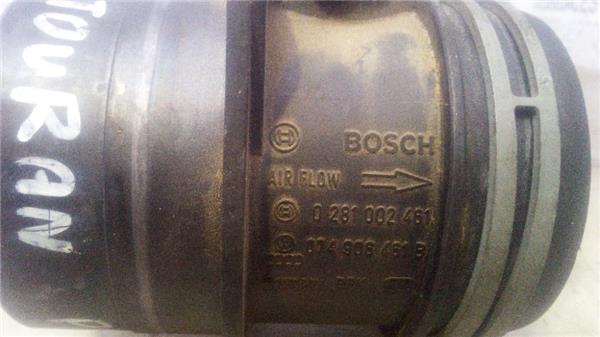 TOURAN
BOSCH
AIR FLOW
0 281 002 461
074 906 461 B